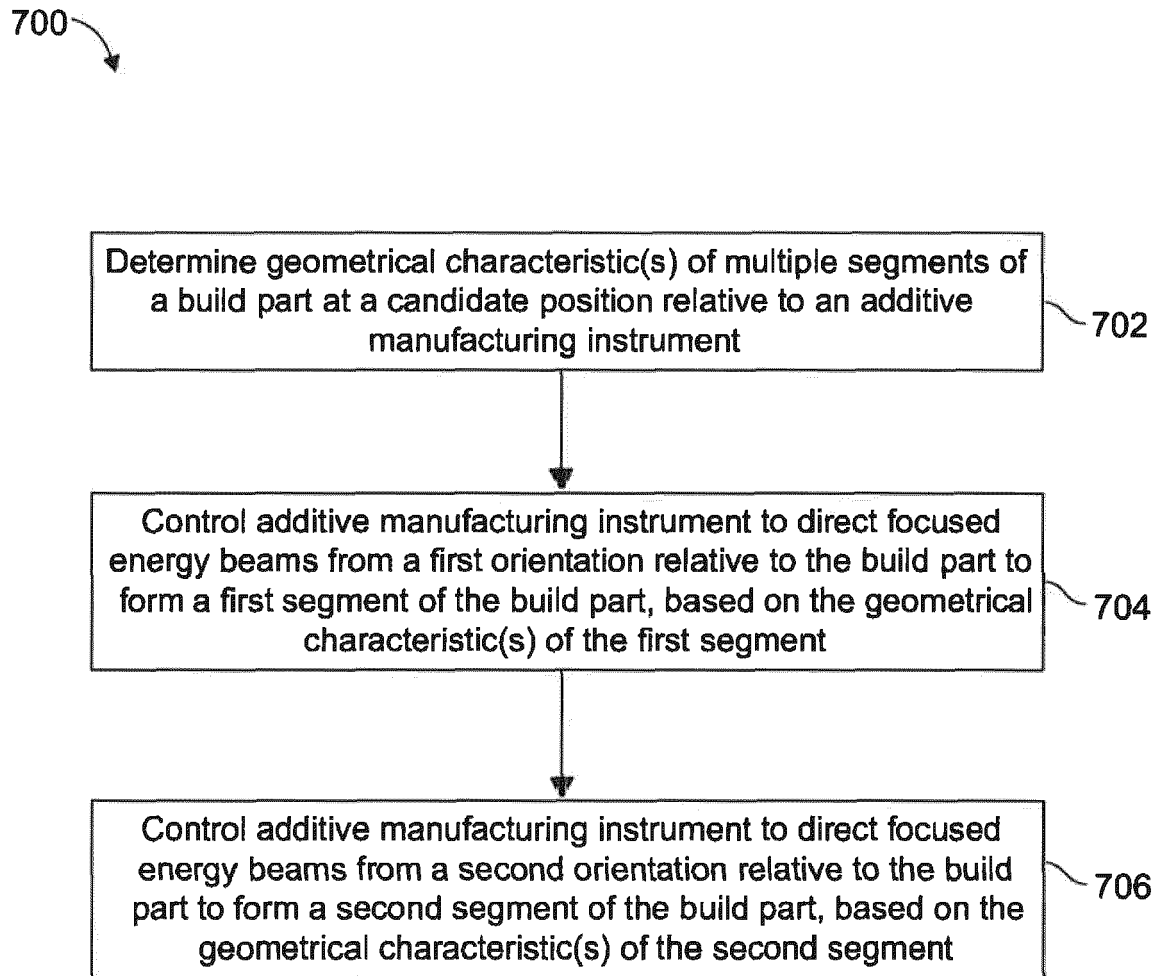 700
Determine geometrical characteristic(s) of multiple segments of
a build part at a candidate position relative to an additive
manufacturing instrument
702
Control additive manufacturing instrument to direct focused
energy beams from a first orientation relative to the build part to
form a first segment of the build part, based on the geometrical
characteristic(s) of the first segment
704
Control additive manufacturing instrument to direct focused
energy beams from a second orientation relative to the build
part to form a second segment of the build part, based on the
geometrical characteristic(s) of the second segment
706